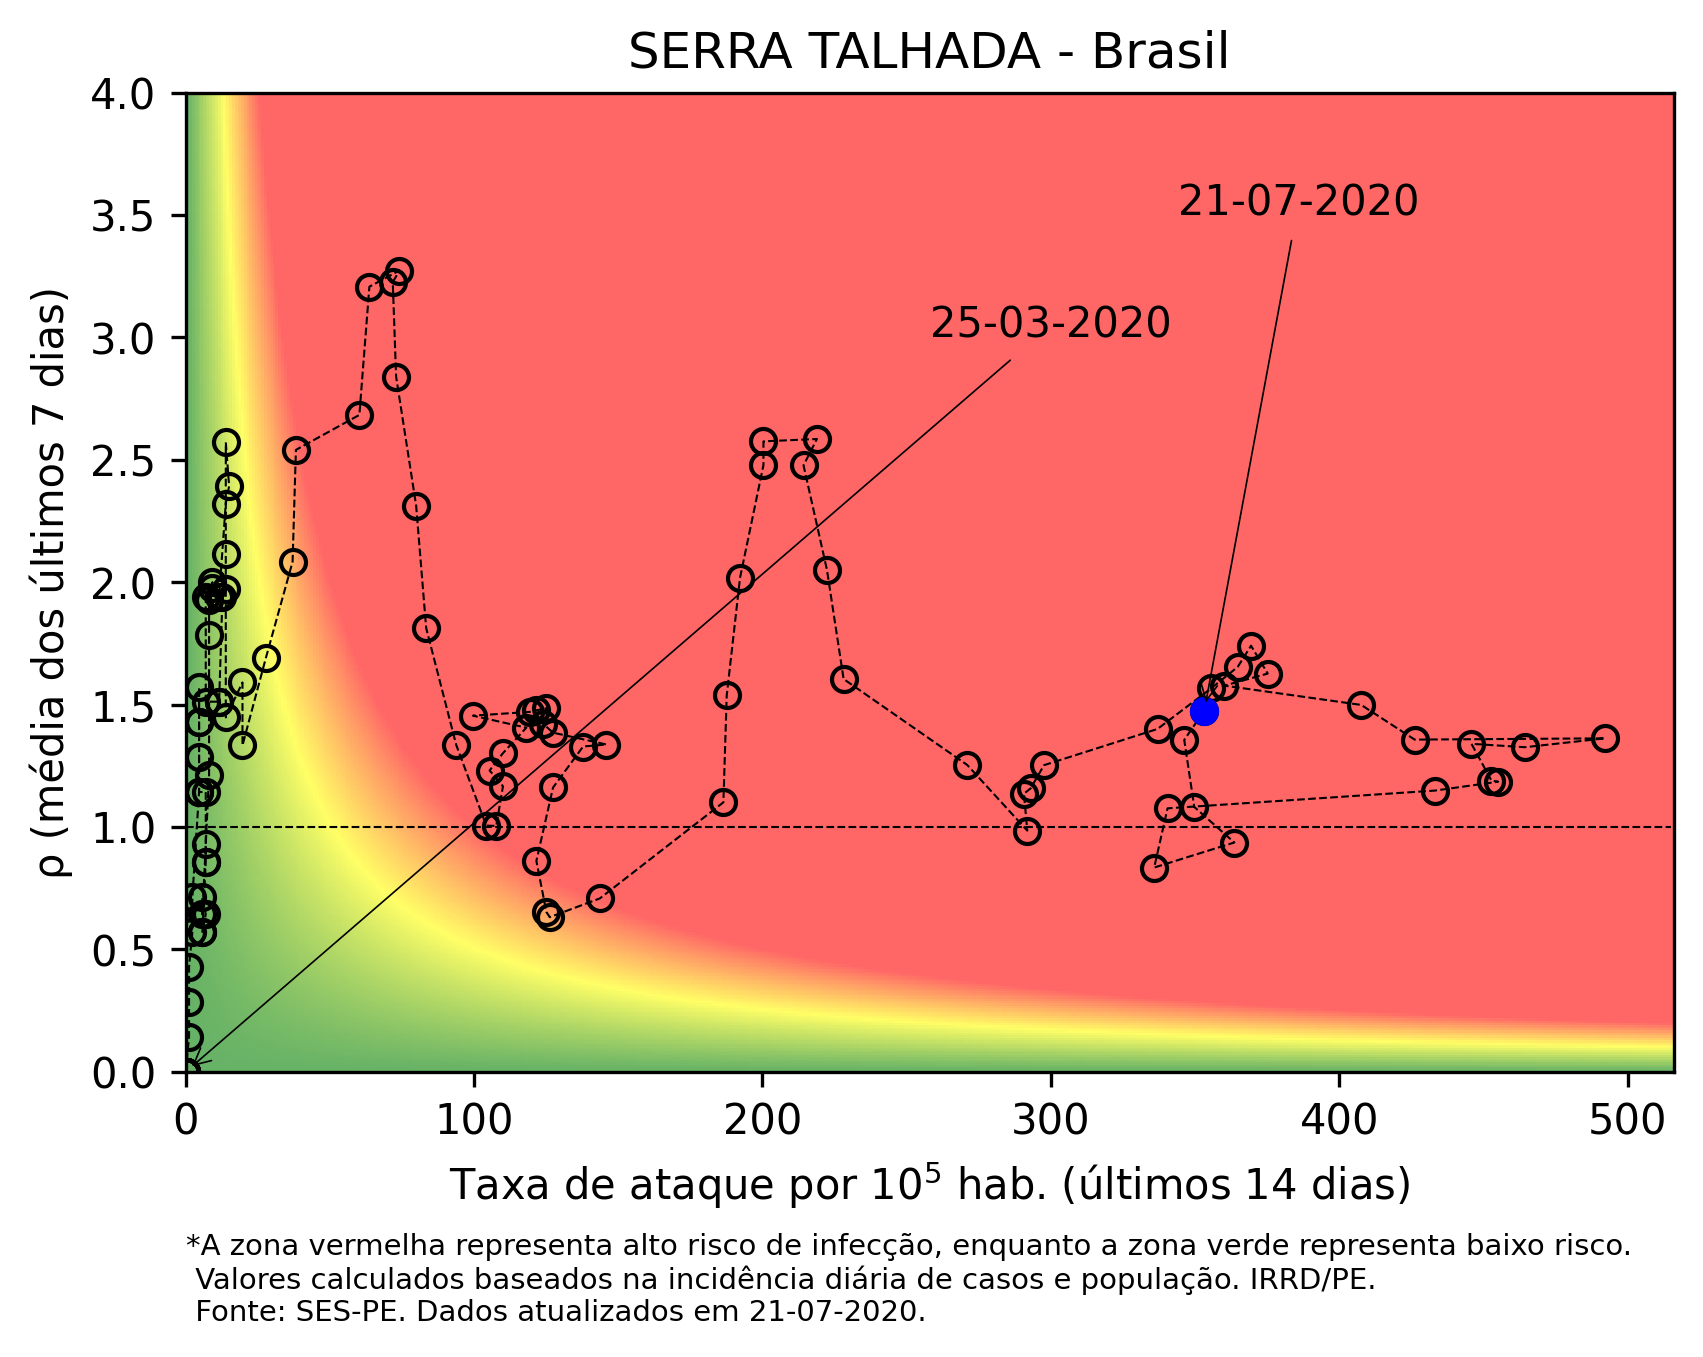 SERRA TALHADA - Brasil
4.0
3.5
3.0
2.5
2.0
1.5
1.0
0.5
0.0
ρ (média dos últimos 7 dias)
21-07-2020
25-03-2020
0 100 200 300 400 500
Taxa de ataque por 10⁵ hab. (últimos 14 dias)
*A zona vermelha representa alto risco de infecção, enquanto a zona verde representa baixo risco.
Valores calculados baseados na incidência diária de casos e população. IRRD/PE.
Fonte: SES-PE. Dados atualizados em 21-07-2020.